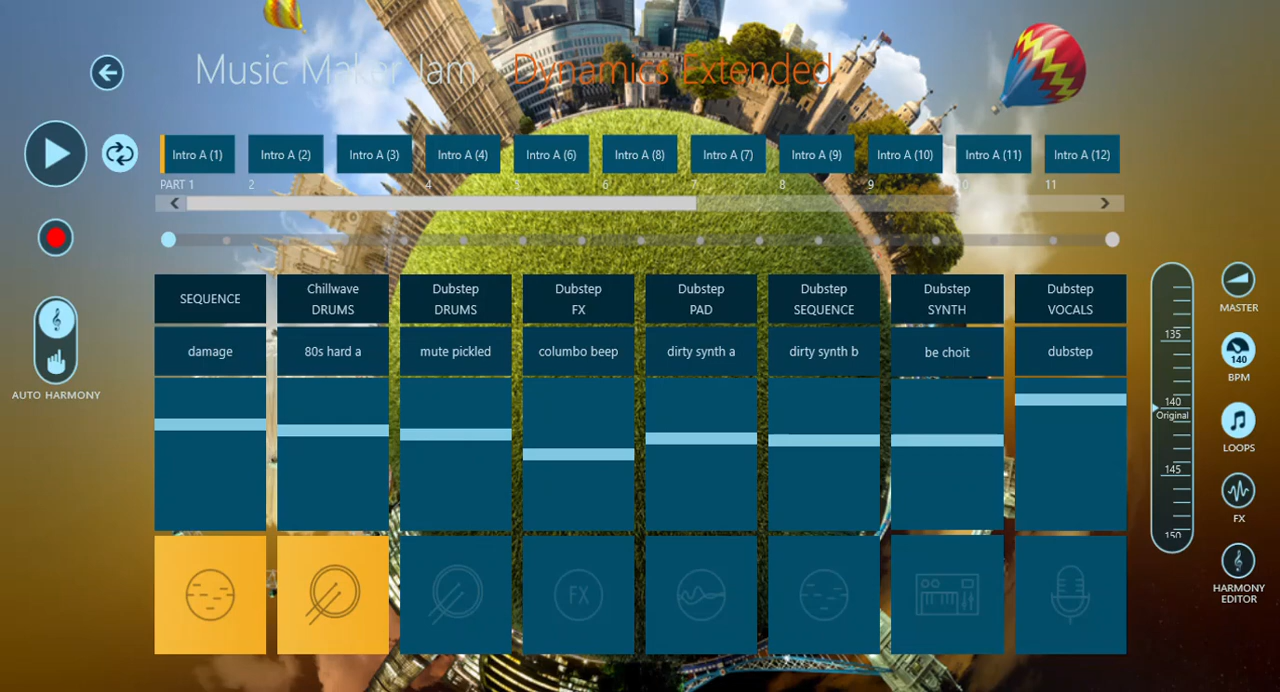 Music Maker Jam Dynamics Extended
Intro A (1) Intro A (2) Intro A (3) Intro A (4) Intro A (6) Intro A (8) Intro A (7) Intro A (9) Intro A (10) Intro A (11) Intro A (12)
PART 1 2 4 5 6 7 8 9 10 11
SEQUENCE
Chillwave
DRUMS
Dubstep
DRUMS
Dubstep
FX
Dubstep
PAD
Dubstep
SEQUENCE
Dubstep
SYNTH
Dubstep
VOCALS
damage
80s hard a
mute pickled
columbo beep
dirty synth a
dirty synth b
be choit
dubstep
AUTO HARMONY
FX
135
140
Original
145
150
MASTER
140
BPM
LOOPS
FX
HARMONY
EDITOR